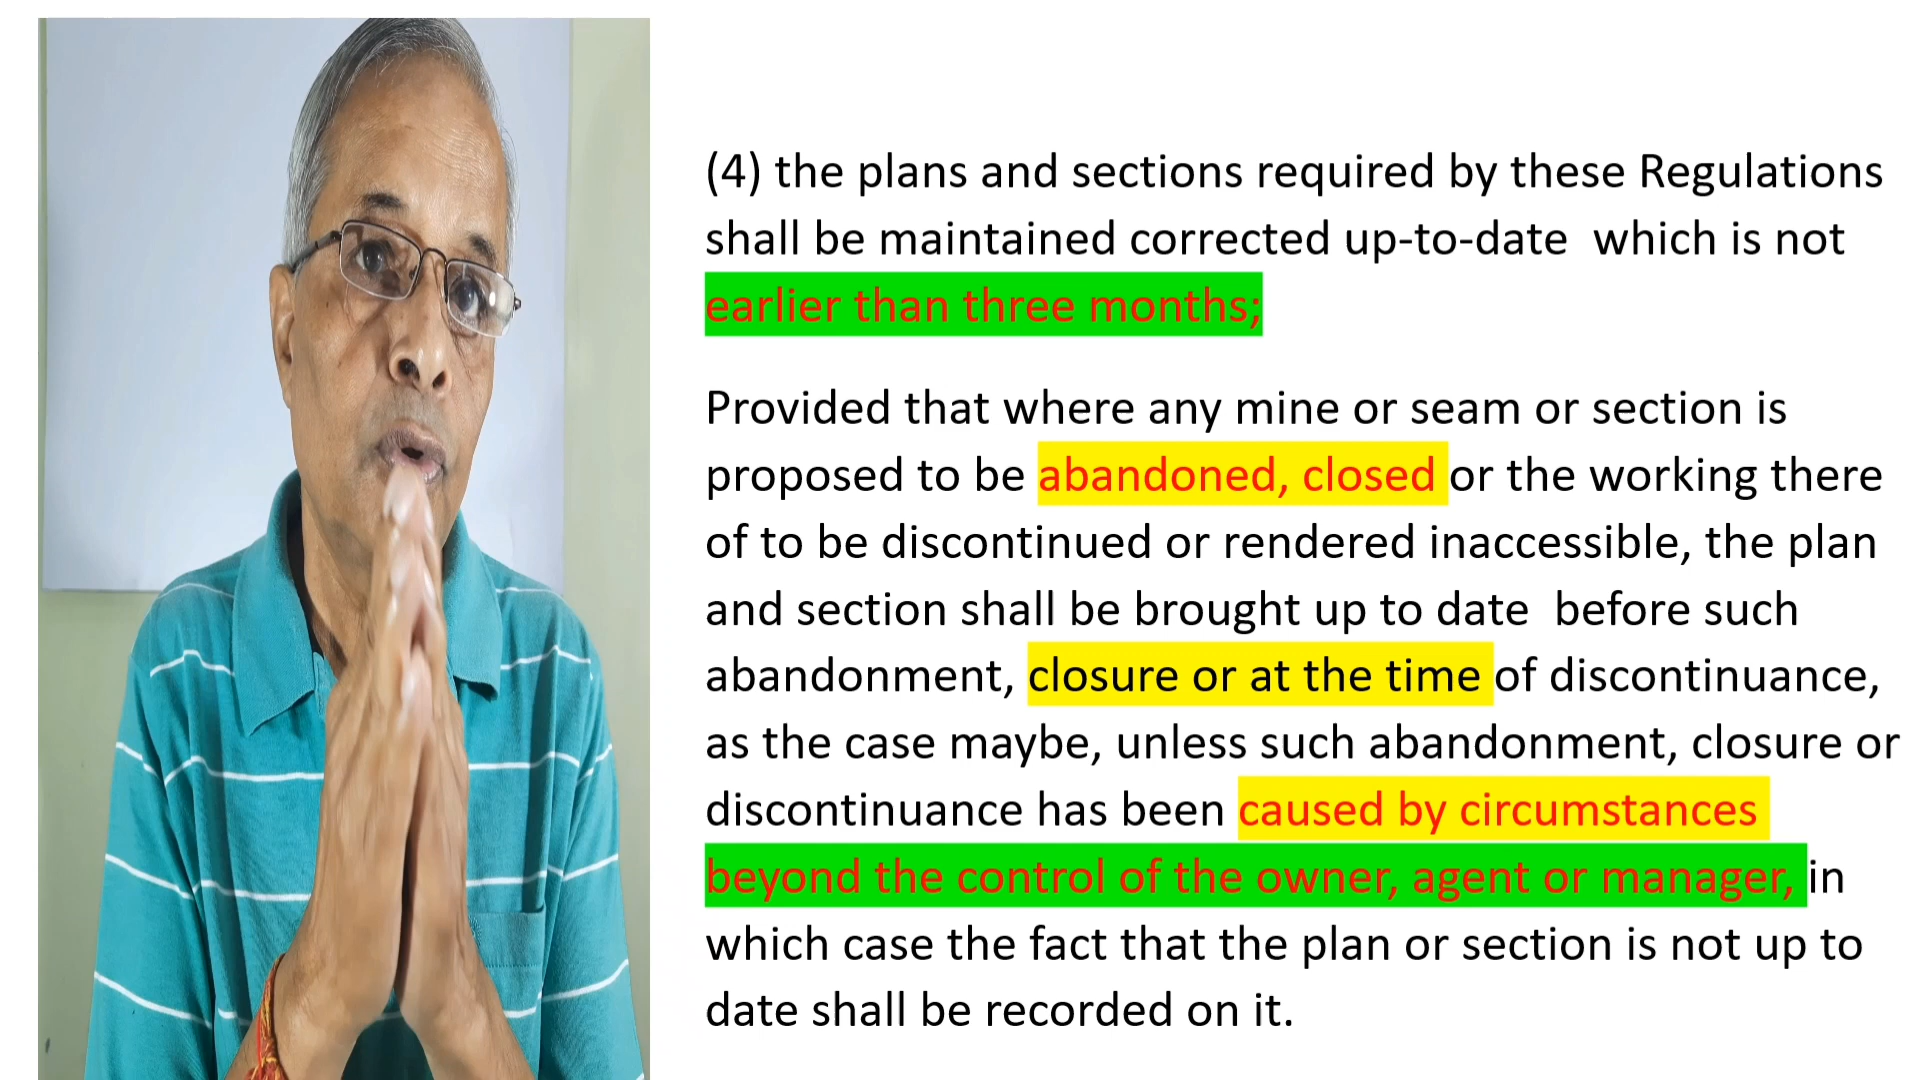 (4) the plans and sections required by these Regulations
shall be maintained corrected up-to-date  which is not
earlier than three months;
Provided that where any mine or seam or section is
proposed to be abandoned, closed or the working there
of to be discontinued or rendered inaccessible, the plan
and section shall be brought up to date  before such
abandonment, closure or at the time of discontinuance,
as the case maybe, unless such abandonment, closure or
discontinuance has been caused by circumstances
beyond the control of the owner, agent or manager, in
which case the fact that the plan or section is not up to
date shall be recorded on it.